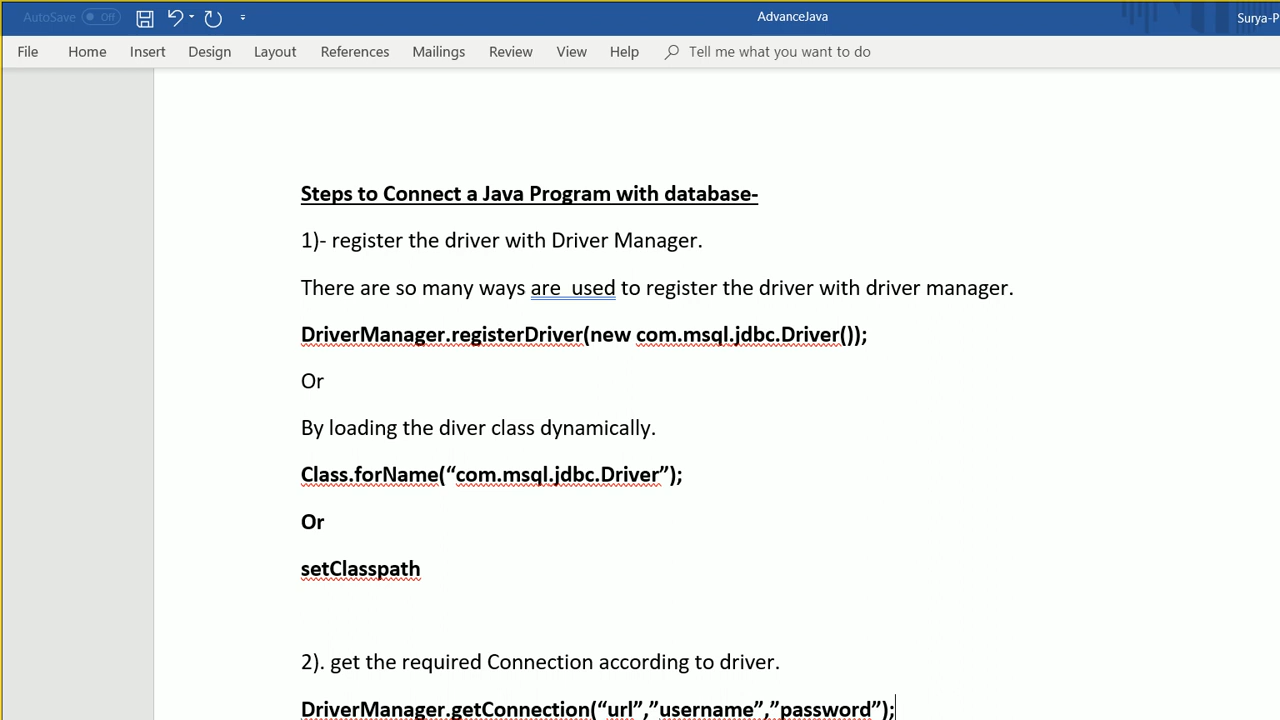 AutoSave Off AdvanceJava Surya-P
File Home Insert Design Layout References Mailings Review View Help Tell me what you want to do
Steps to Connect a Java Program with database-
1)- register the driver with Driver Manager.
There are so many ways are  used to register the driver with driver manager.
DriverManager.registerDriver(new com.msql.jdbc.Driver());
Or
By loading the diver class dynamically.
Class.forName(“com.msql.jdbc.Driver”);
Or
setClasspath
2). get the required Connection according to driver.
DriverManager.getConnection(“url”,”username”,”password”);